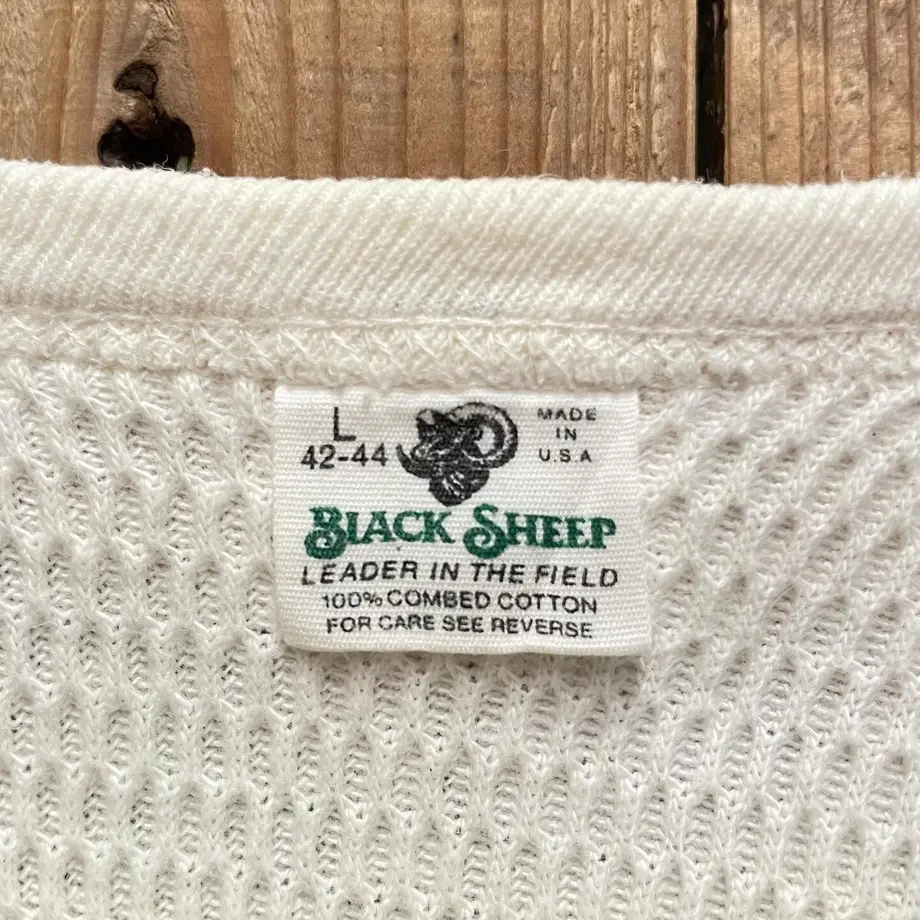 L
42-44
MADE
IN
U.S.A
BLACK SHEEP
LEADER IN THE FIELD
100% COMBED COTTON
FOR CARE SEE REVERSE